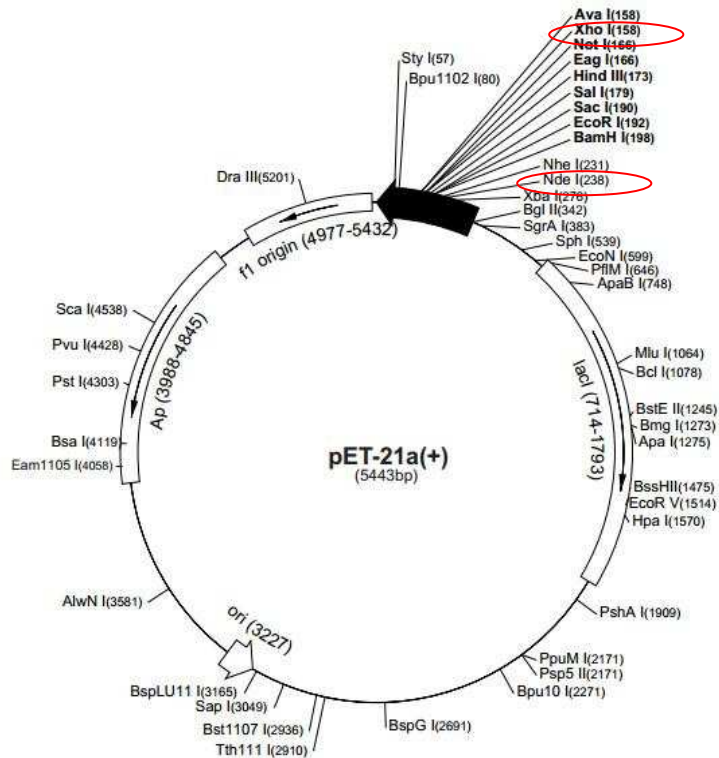 Ava I(158)
Xho I(158)
Not I(166)
Eag I(166)
Hind III(173)
Sal I(179)
Sac I(190)
EcoR I(192)
BamH I(198)
Nhe I(231)
Nde I(238)
Xba I(276)
Bgl II(342)
SgrA I(383)
Sph I(539)
EcoN I(599)
PflM I(646)
ApaB I(748)
Mlu I(1064)
Bcl I(1078)
BstE II(1245)
Bmg I(1273)
Apa I(1275)
BssHII(1475)
EcoR V(1514)
Hpa I(1570)
PshA I(1909)
PpuM I(2171)
Psp5 II(2171)
Bpu10 I(2271)
BspG I(2691)
Tth111 I(2910)
Bst1107 I(2936)
Sap I(3049)
BspLU11 I(3165)
AlwN I(3581)
Eam1105 I(4058)
Bsa I(4119)
Pst I(4303)
Pvu I(4428)
Sca I(4538)
Dra III(5201)
Sty I(57)
Bpu1102 I(80)
f1 origin (4977-5432)
Ap (3988-4845)
lacI (714-1793)
ori (3227)
pET-21a(+)
(5443bp)